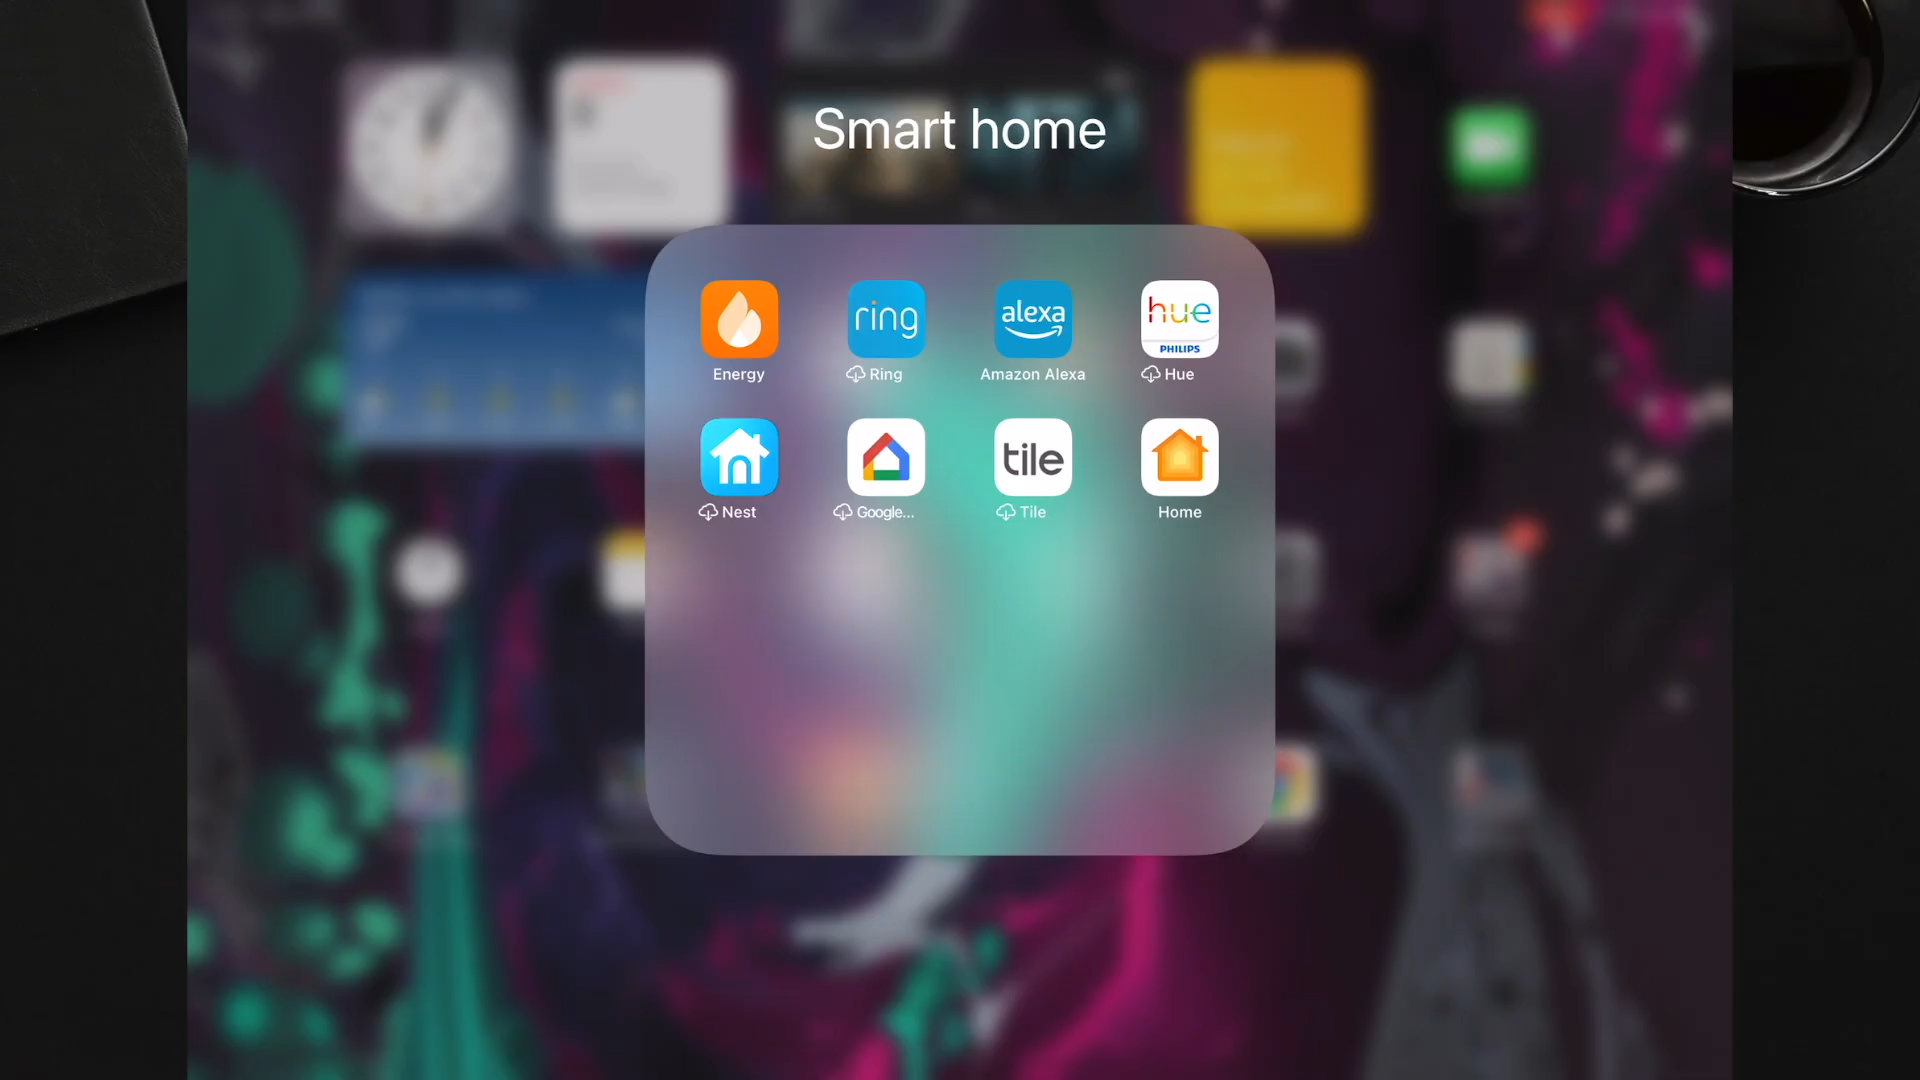 Smart home
ring
alexa
hue
PHILIPS
Energy
Ring
Amazon Alexa
Hue
tile
Nest
Google...
Tile
Home